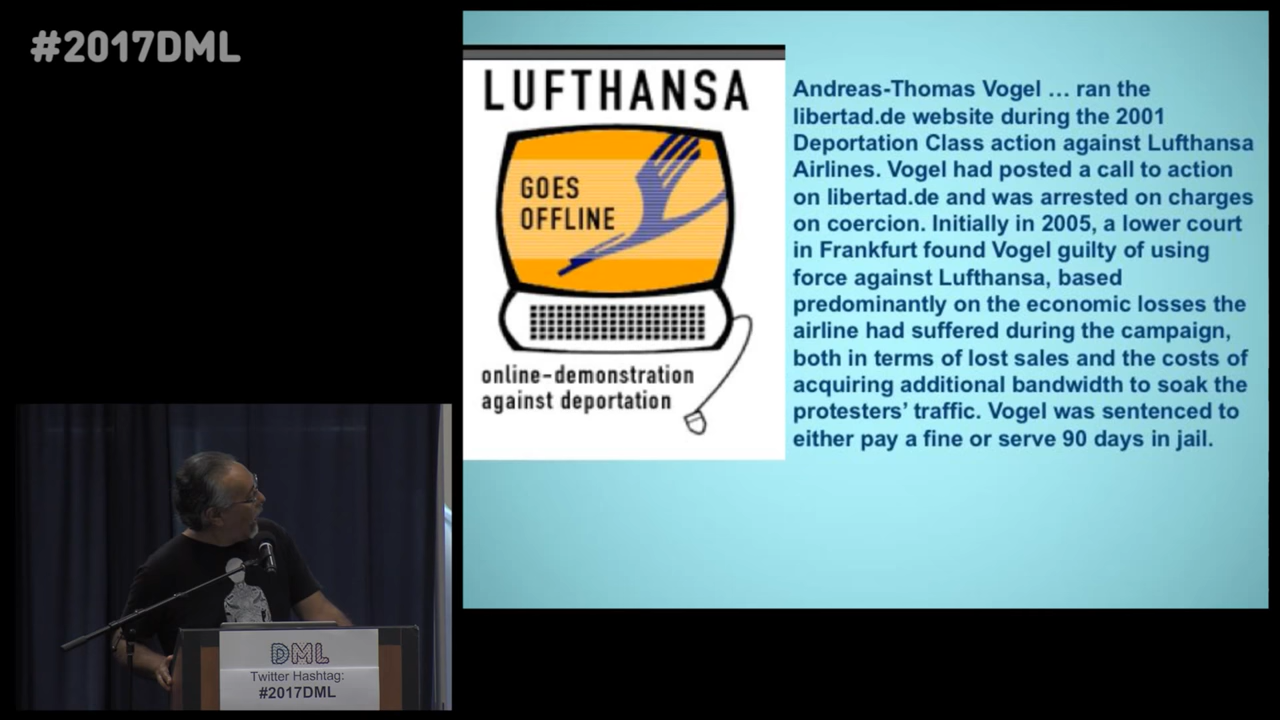 #2017DML
LUFTHANSA
GOES
OFFLINE
online-demonstration
against deportation
Andreas-Thomas Vogel … ran the
libertad.de website during the 2001
Deportation Class action against Lufthansa
Airlines. Vogel had posted a call to action
on libertad.de and was arrested on charges
on coercion. Initially in 2005, a lower court
in Frankfurt found Vogel guilty of using
force against Lufthansa, based
predominantly on the economic losses the
airline had suffered during the campaign,
both in terms of lost sales and the costs of
acquiring additional bandwidth to soak the
protesters’ traffic. Vogel was sentenced to
either pay a fine or serve 90 days in jail.
DML
Twitter Hashtag:
#2017DML